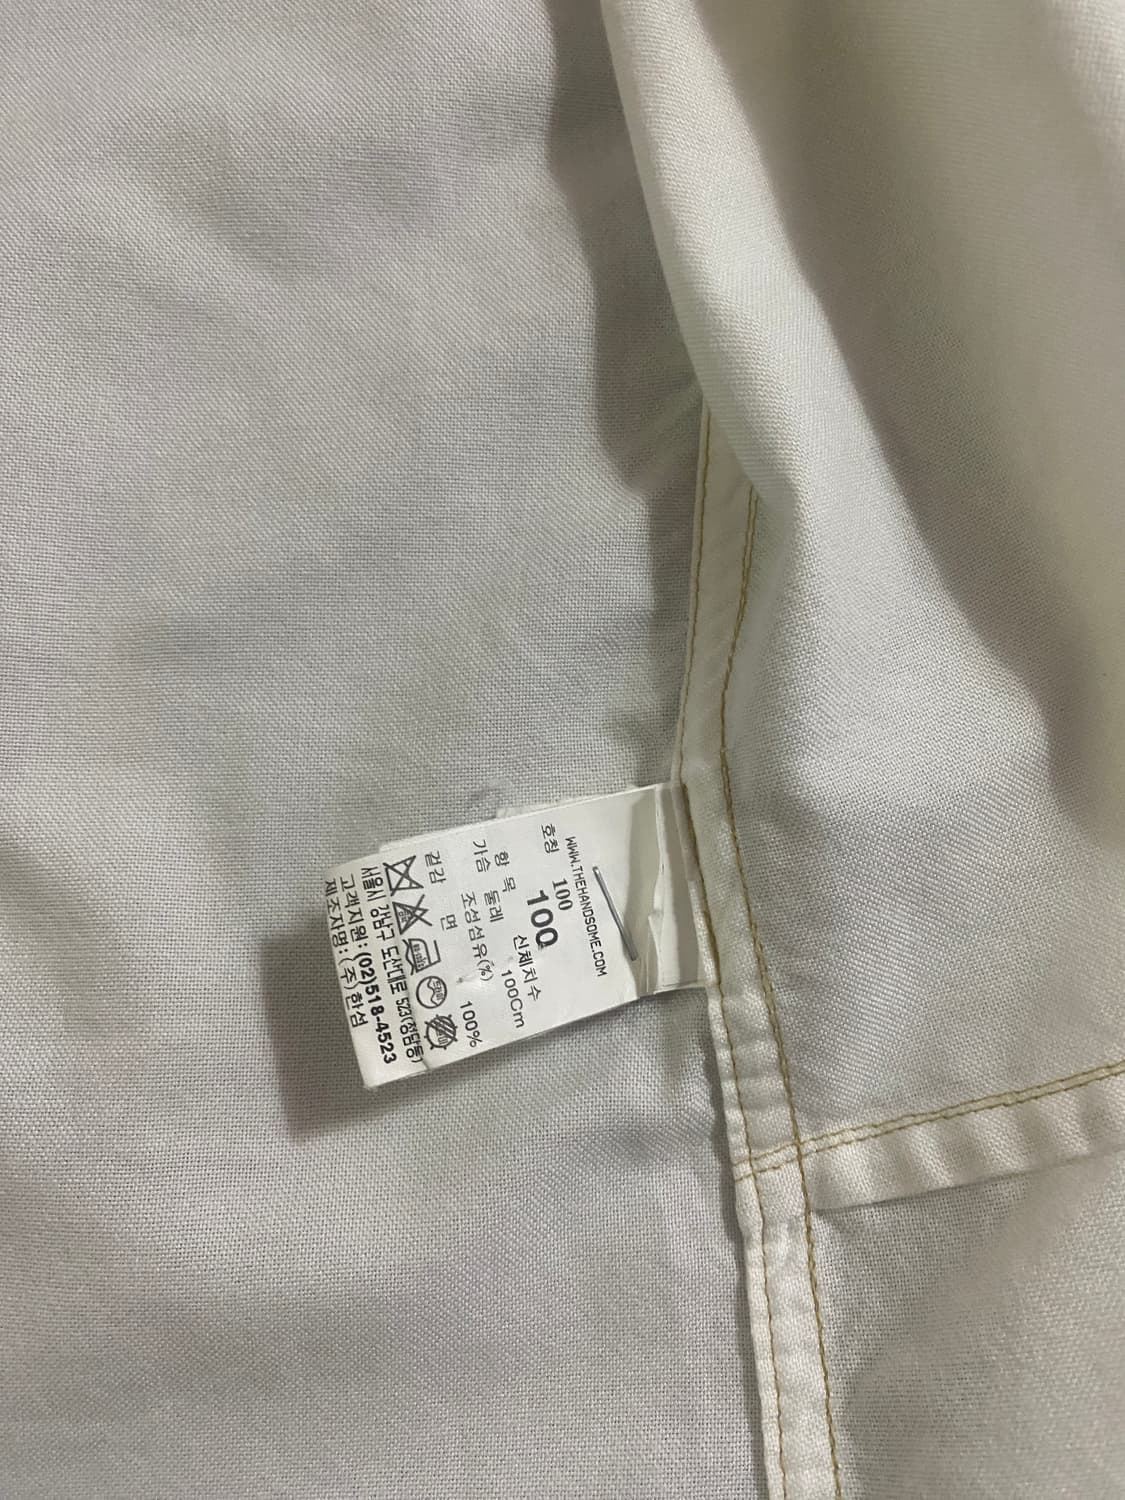 WWW.THEHANDSOME.COM
호칭 100
100
항 목 신체치수
가슴 둘레 100Cm
조성섬유(%)
겉감 면 100%
서울시 강남구 도산대로 523(청담동)
고객지원 : (02)518-4523
제조자명 : (주)한섬